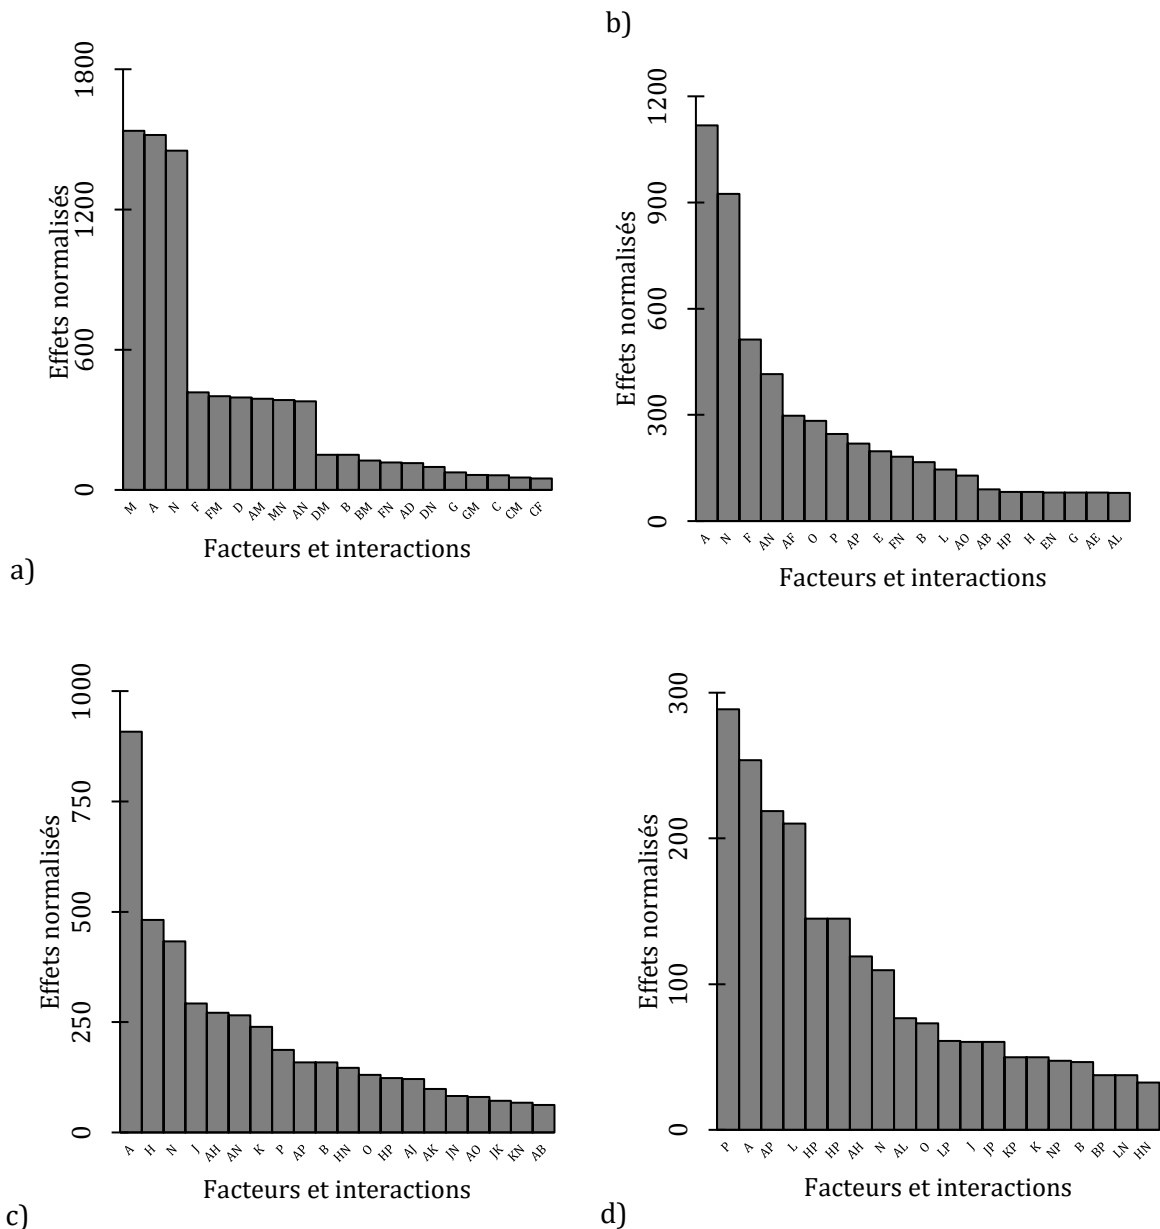 b)
1800
1200
600
0
Effets normalisés
M A N F FM D AM MN AN DM B BM FN AD DN G GM C CM CF
Facteurs et interactions
a)
1200
900
600
300
0
Effets normalisés
A N F AN AF O P AP E FN B L AO AB HP H EN G AE AL
Facteurs et interactions
1000
750
500
250
0
Effets normalisés
A H N J AH AN K P AP B HN O HP AJ AK JN AO JK KN AB
Facteurs et interactions
c)
300
200
100
0
Effets normalisés
P A AP L HP HP AH N AL O LP J JP KP K NP B BP LN HN
Facteurs et interactions
d)